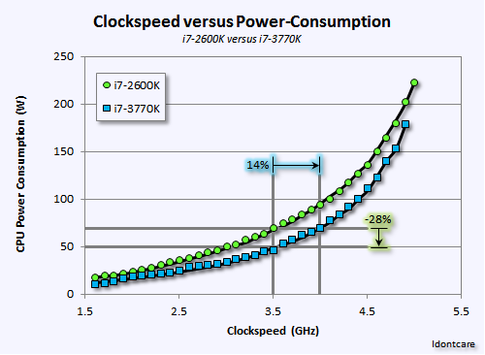 Clockspeed versus Power-Consumption
i7-2600K versus i7-3770K
CPU Power Consumption (W)
250
200
150
100
50
0
i7-2600K
i7-3770K
14%
-28%
1.5
2.5
3.5
4.5
5.5
Clockspeed (GHz)
Idontcare